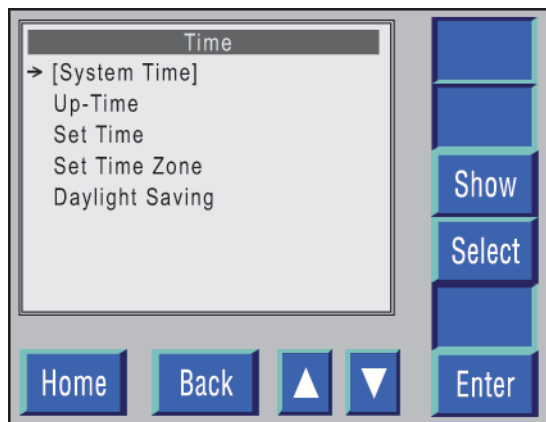 Time
→ [System Time]
Up-Time
Set Time
Set Time Zone
Daylight Saving
Show
Select
Home
Back
Enter